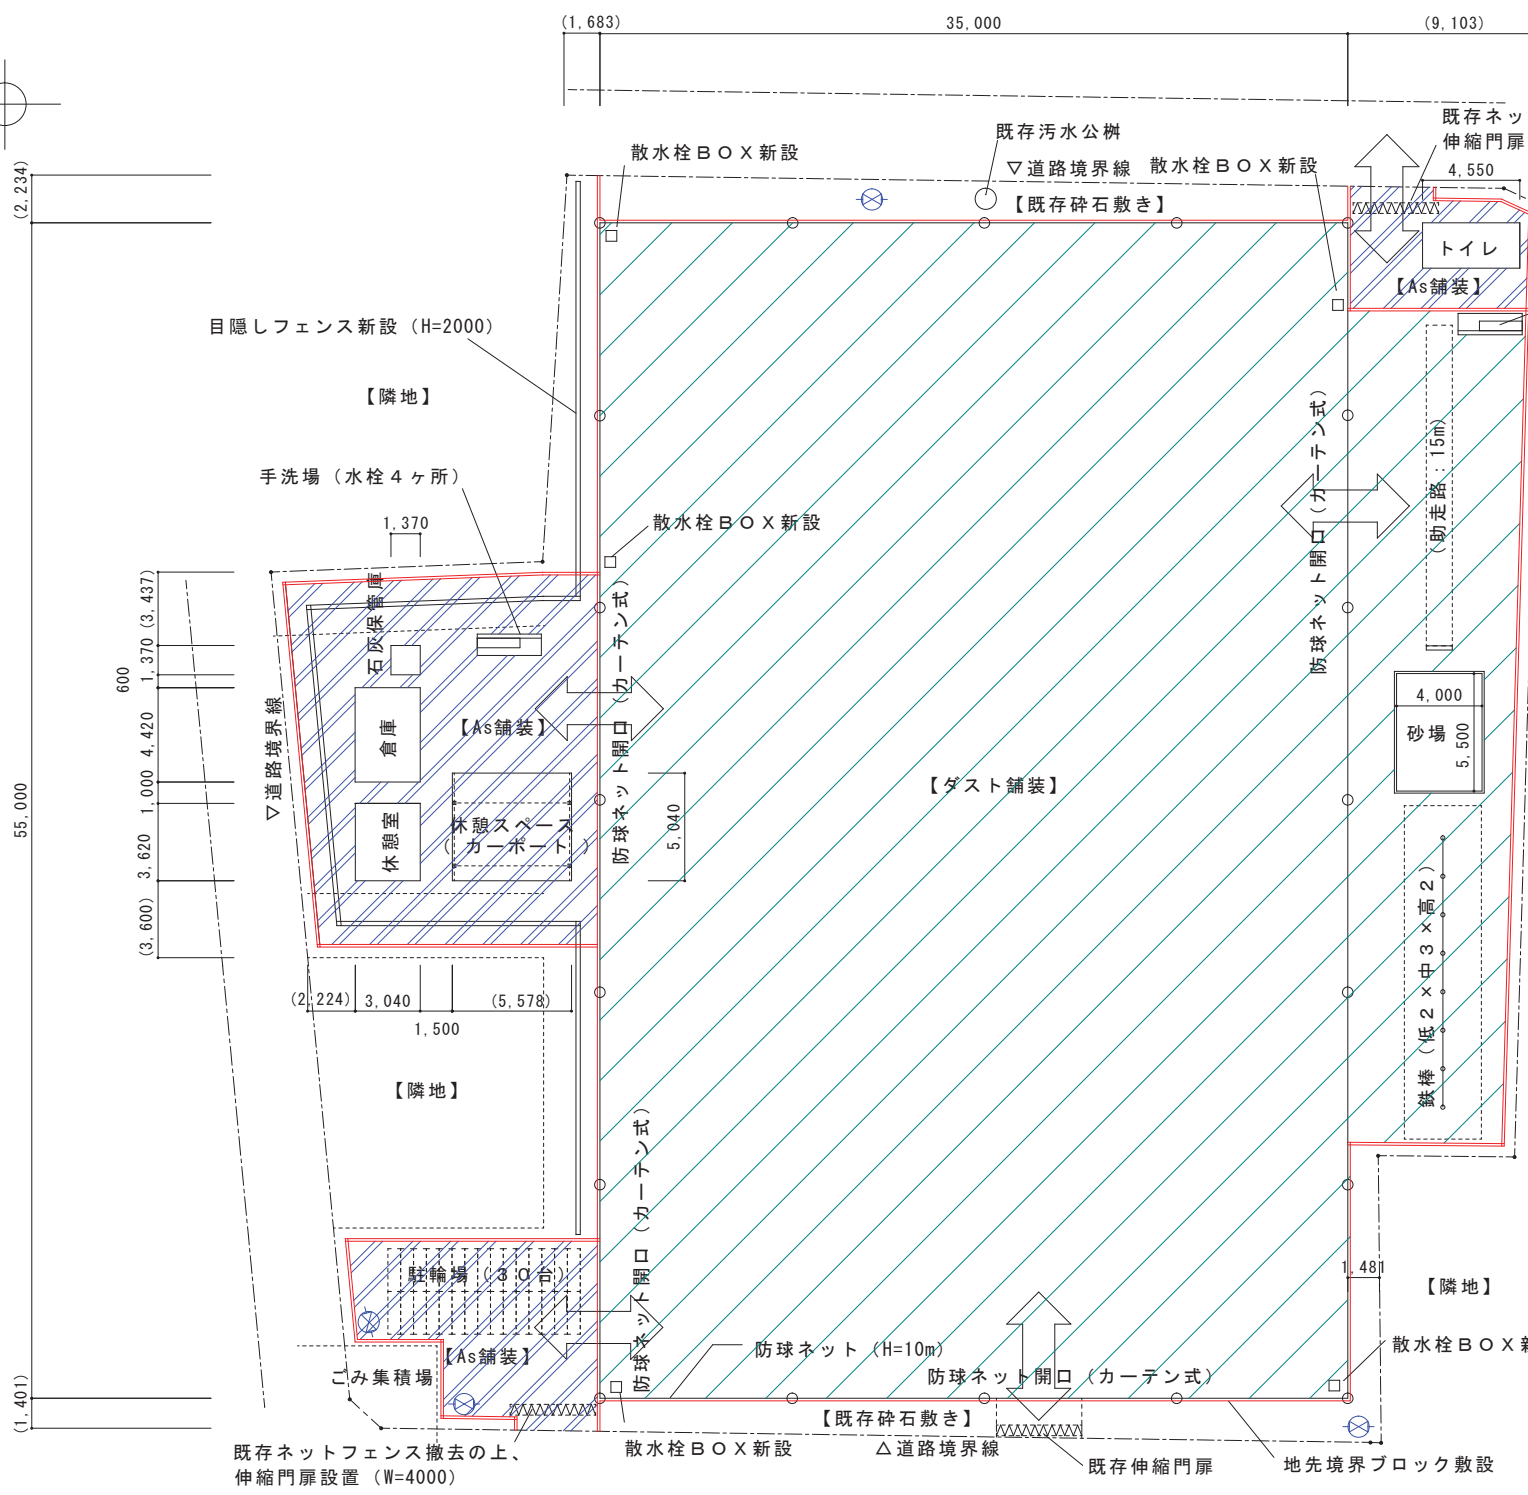 (1,683)
35,000
(9,103)
既存ネッ
伸縮門扉
4,550
既存汚水公桝
散水栓ＢＯＸ新設
▽道路境界線
散水栓ＢＯＸ新設
【既存砕石敷き】
(2,234)
トイレ
【As舗装】
目隠しフェンス新設（H=2000）
【隣地】
手洗場（水栓４ヶ所）
1,370
散水栓ＢＯＸ新設
防球ネット開口（カーテン式）
（助走路：15m）
石灰保管庫
(3,437)
1,370
600
4,420
1,000
3,620
(3,600)
55,000
▽道路境界線
倉庫
【As舗装】
休憩室
休憩スペース
（カーポート）
防球ネット開口（カーテン式）
5,040
【ダスト舗装】
4,000
砂場
5,500
鉄棒（低２×中３×高２）
(2,224)
3,040
(5,578)
1,500
【隣地】
防球ネット開口（カーテン式）
駐輪場（３０台）
1,481
【隣地】
【As舗装】
ごみ集積場
防球ネット（H=10m）
防球ネット開口（カーテン式）
散水栓ＢＯＸ新
(1,401)
【既存砕石敷き】
既存ネットフェンス撤去の上、
伸縮門扉設置（W=4000）
散水栓ＢＯＸ新設
△道路境界線
既存伸縮門扉
地先境界ブロック敷設